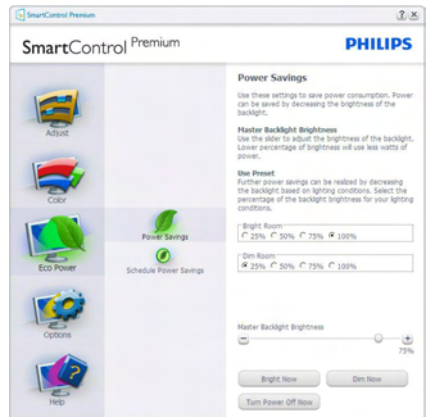 SmartControl Premium
SmartControl Premium
PHILIPS
Adjust
Color
Eco Power
Options
Help
Power Savings
Schedule Power Savings
Power Savings
Use these settings to save power consumption. Power
can be saved by decreasing the brightness of the
backlight.
Master Backlight Brightness
Use the slider to adjust the brightness of the backlight.
Lower percentage of brightness will use less watts of
power.
Use Preset
Further power savings can be realized by decreasing
the backlight based on lighting conditions. Select the
percentage of the backlight brightness for your lighting
conditions.
Bright Room
25% 50% 75% 100%
Dim Room
25% 50% 75% 100%
Master Backlight Brightness
75%
Bright Now Dim Now
Turn Power Off Now